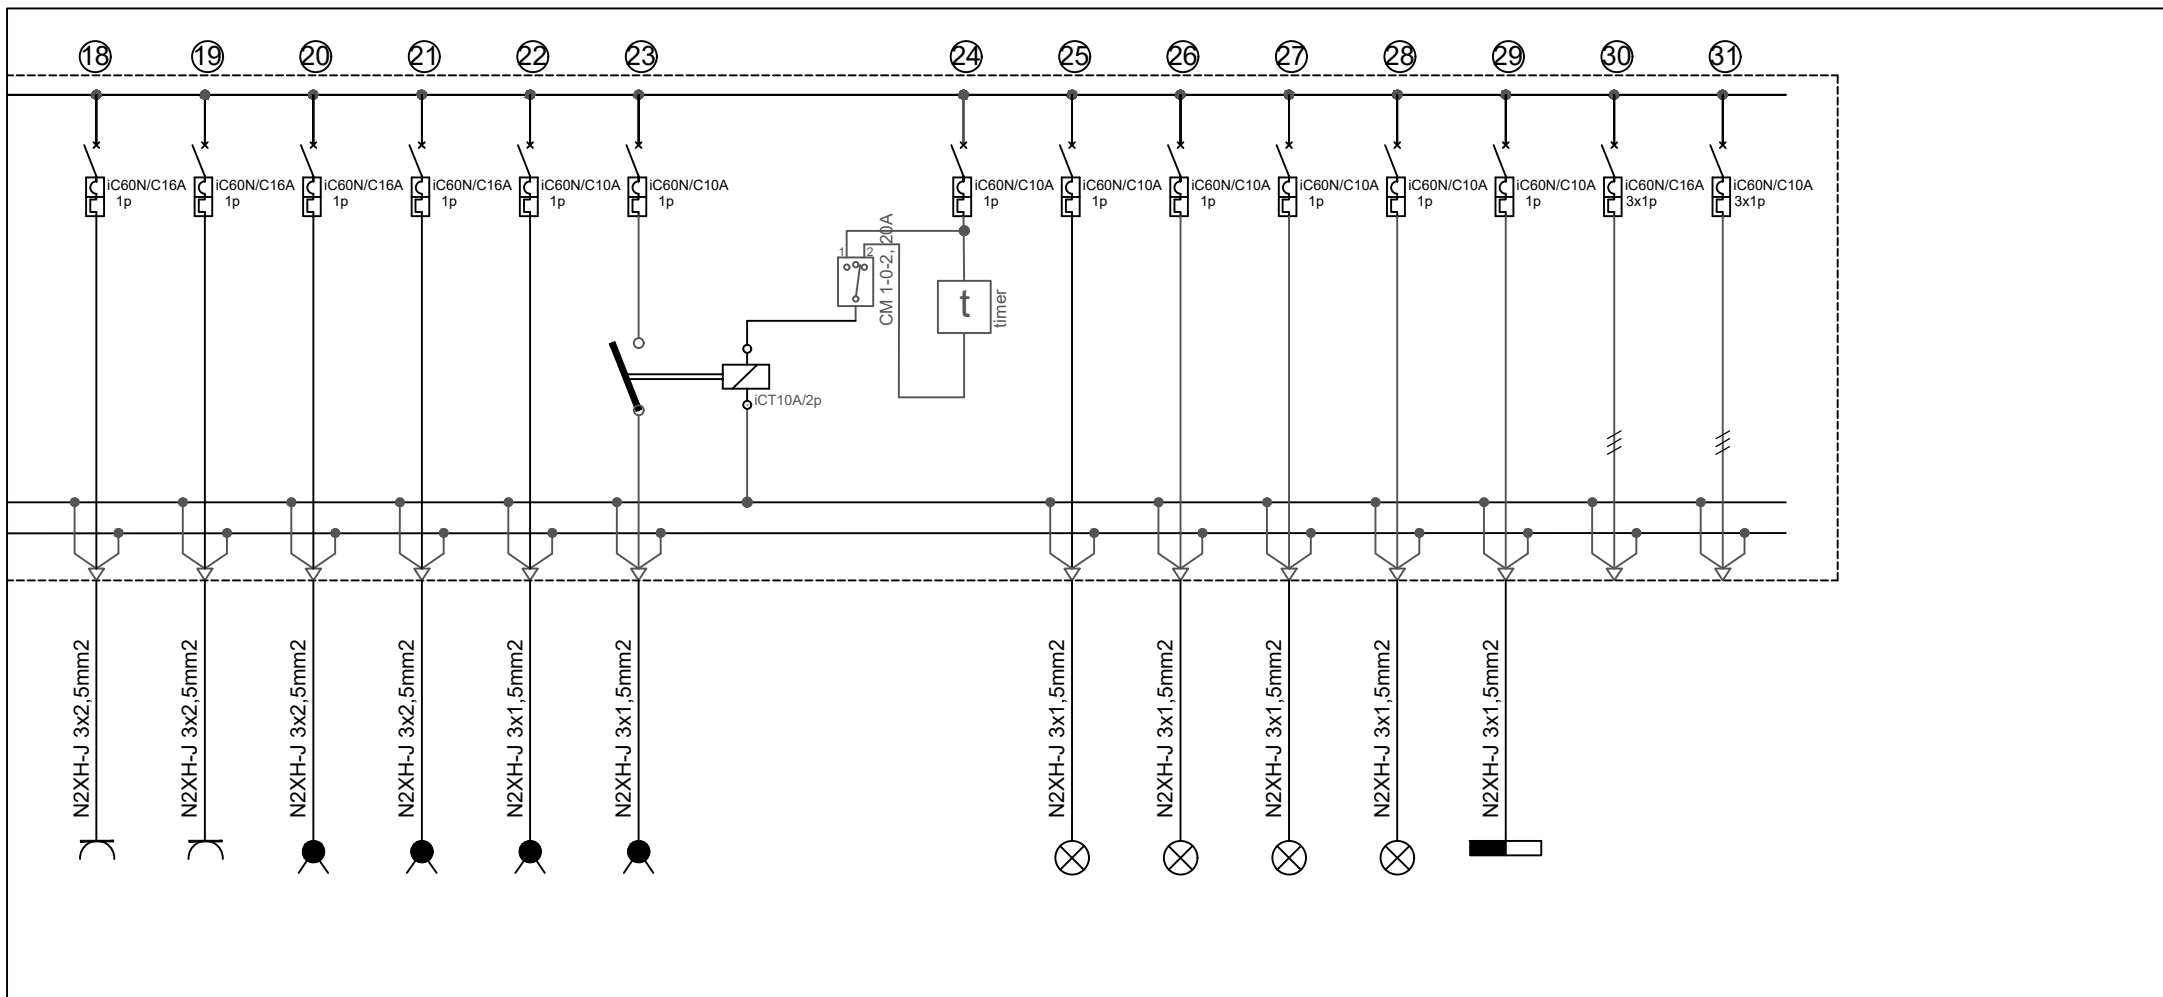 18
19
20
21
22
23
24
25
26
27
28
29
30
31
iC60N/C16A
1p
iC60N/C16A
1p
iC60N/C16A
1p
iC60N/C16A
1p
iC60N/C10A
1p
iC60N/C10A
1p
iC60N/C10A
1p
iC60N/C10A
1p
iC60N/C10A
1p
iC60N/C10A
1p
iC60N/C10A
1p
iC60N/C10A
1p
iC60N/C16A
3x1p
iC60N/C10A
3x1p
1
2
CM 1-0-2, 20A
t
timer
iCT10A/2p
N2XH-J 3x2,5mm2
N2XH-J 3x2,5mm2
N2XH-J 3x2,5mm2
N2XH-J 3x2,5mm2
N2XH-J 3x1,5mm2
N2XH-J 3x1,5mm2
N2XH-J 3x1,5mm2
N2XH-J 3x1,5mm2
N2XH-J 3x1,5mm2
N2XH-J 3x1,5mm2
N2XH-J 3x1,5mm2